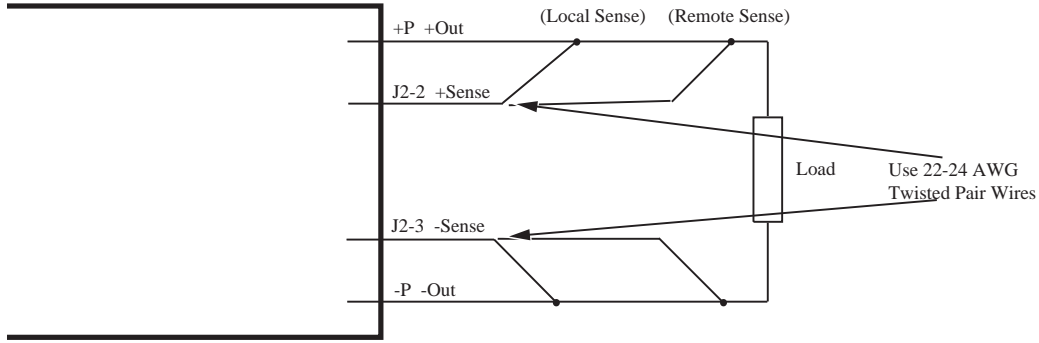 (Local Sense) (Remote Sense)
+P +Out
J2-2 +Sense
Load
Use 22-24 AWG
Twisted Pair Wires
J2-3 -Sense
-P -Out